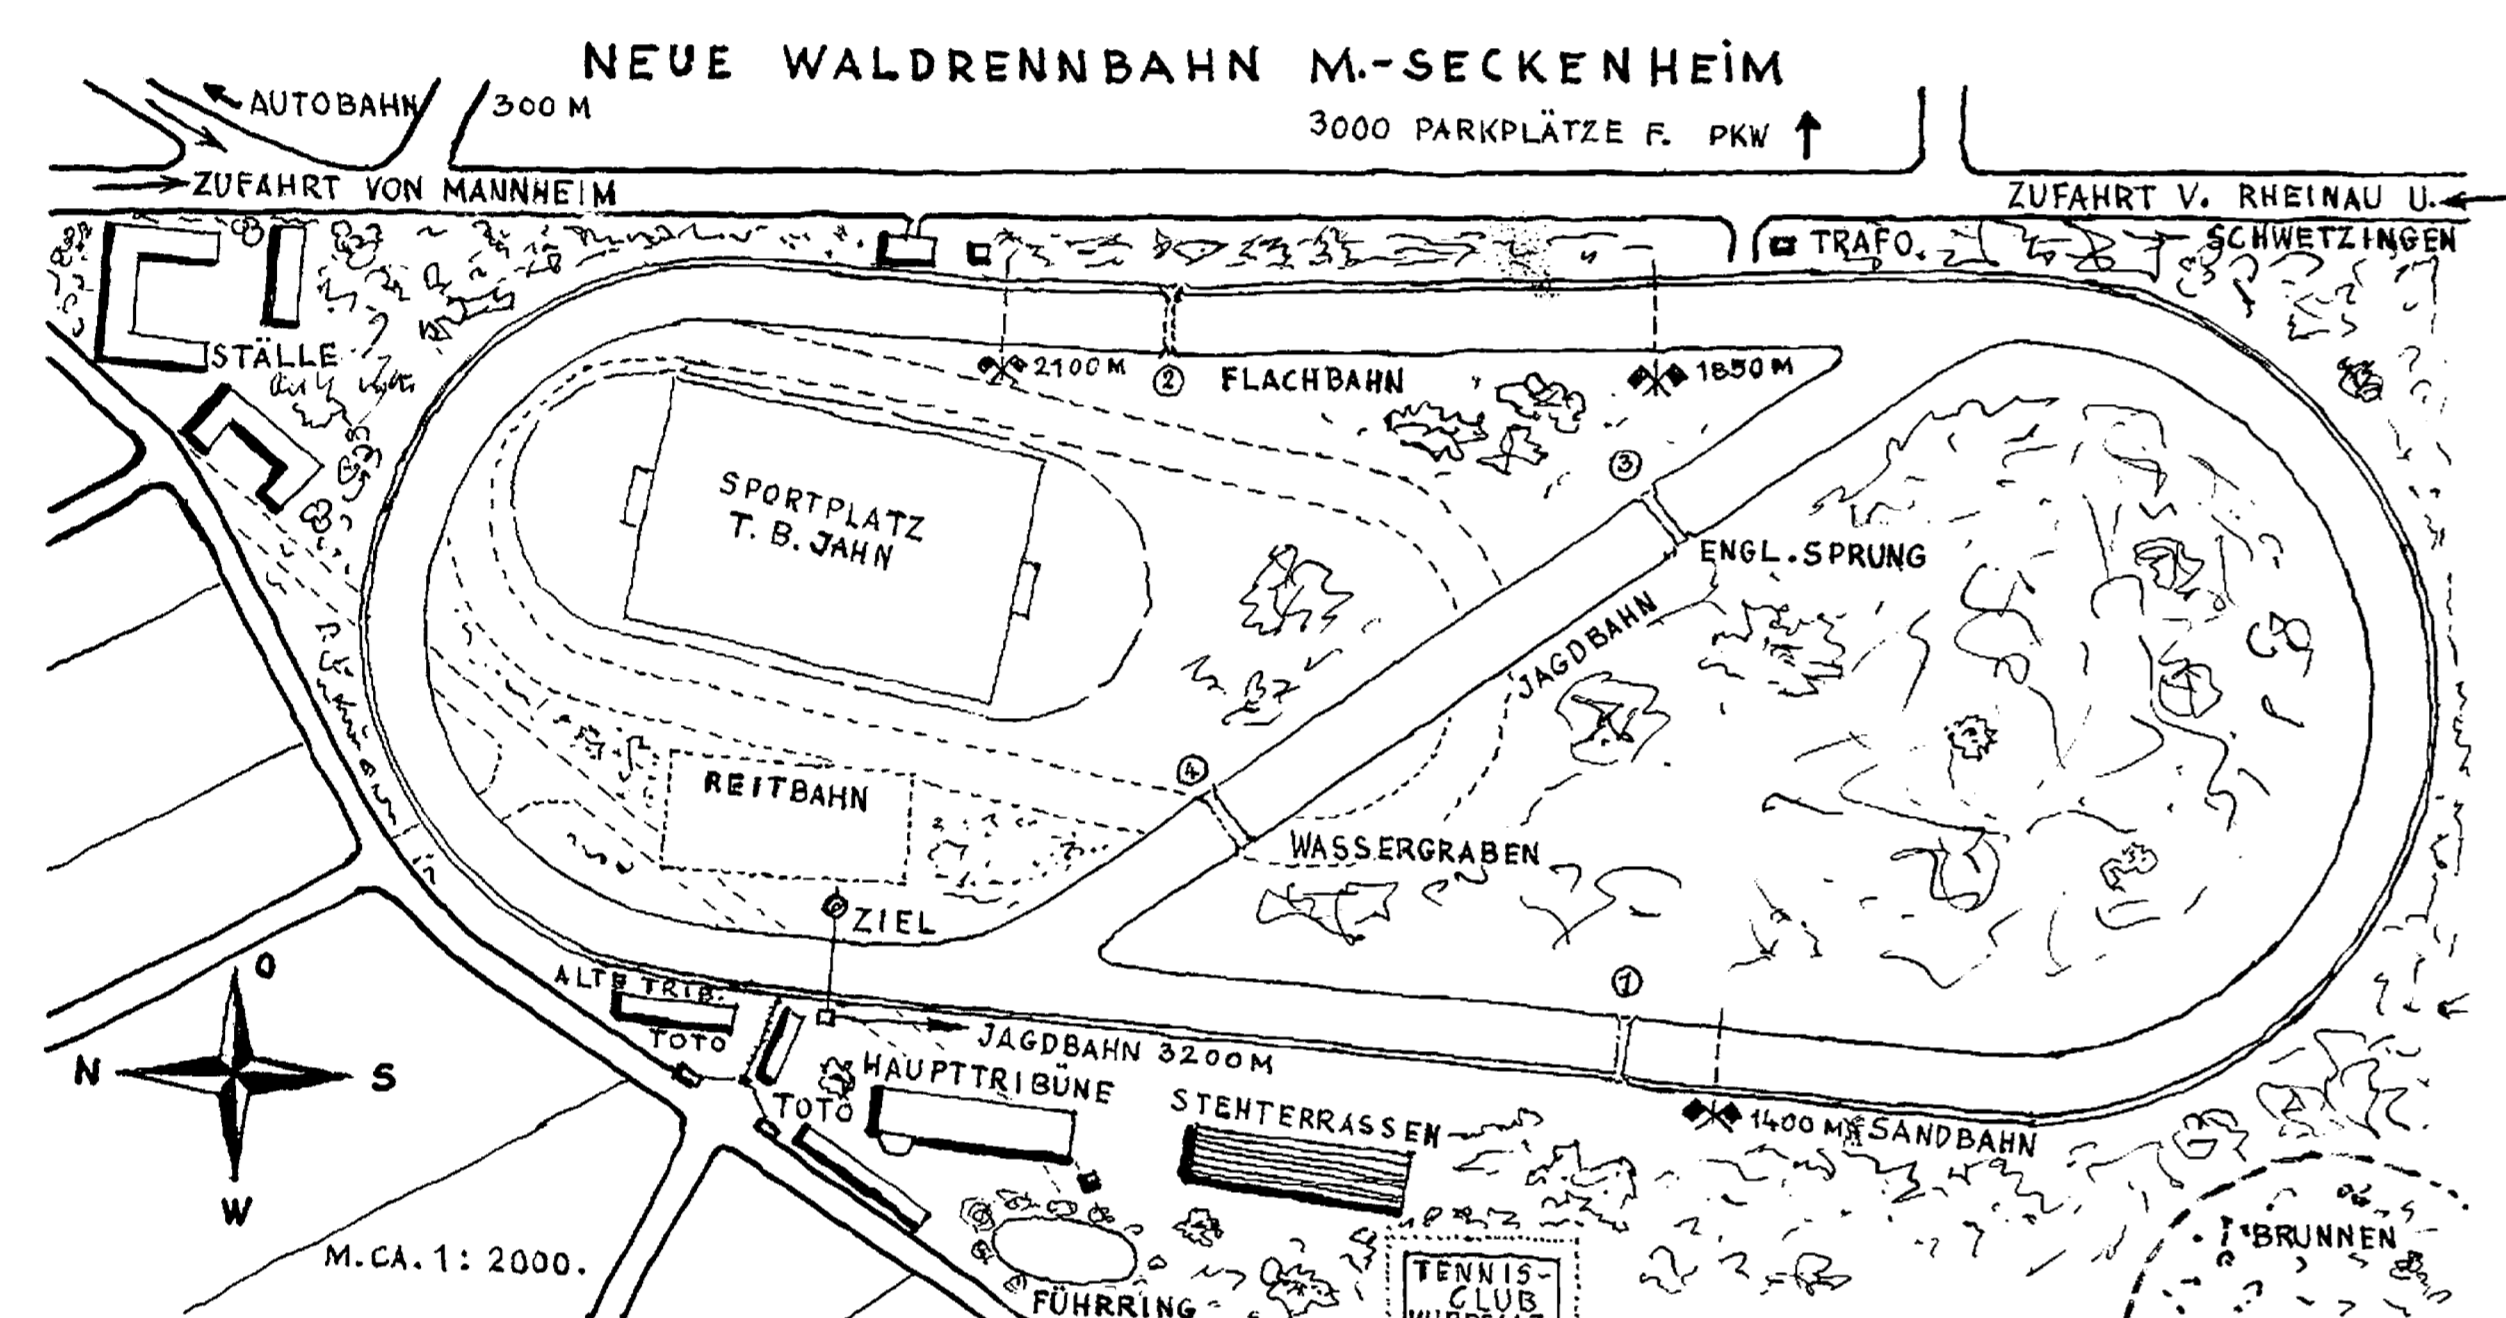 NEUE WALDRENNBAHN M.-SECKENHEIM
AUTOBAHN
300 M
3000 PARKPLÄTZE F. PKW
ZUFAHRT VON MANNHEIM
ZUFAHRT V. RHEINAU U.
SCHWETZINGEN
TRAFO.
STÄLLE
2100 M
2
FLACHBAHN
1850 M
3
SPORTPLATZ
T. B. JAHN
ENGL. SPRUNG
JAGDBAHN
4
REITBAHN
WASSERGRABEN
ZIEL
1
ALTE TRIB.
TOTO
JAGDBAHN 3200M
HAUPTTRIBÜNE
TOTO
STEHTERRASSEN
1400 M SANDBAHN
O
N
S
W
M.CA. 1: 2000.
BRUNNEN
FÜHRRING
TENNIS-
CLUB